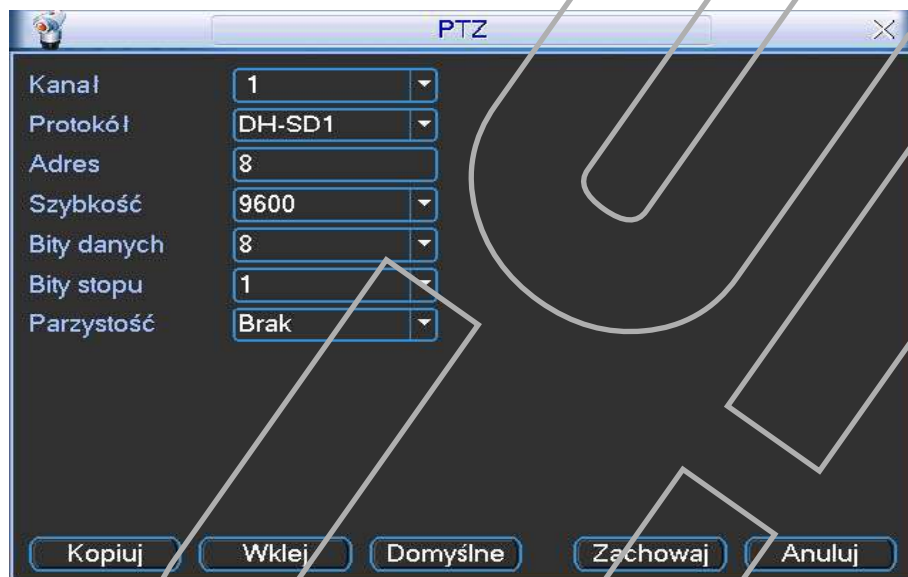 PTZ
Kanał 1
Protokół DH-SD1
Adres 8
Szybkość 9600
Bity danych 8
Bity stopu 1
Parzystość Brak
Kopiuj Wklej Domyślne Zachowaj Anuluj